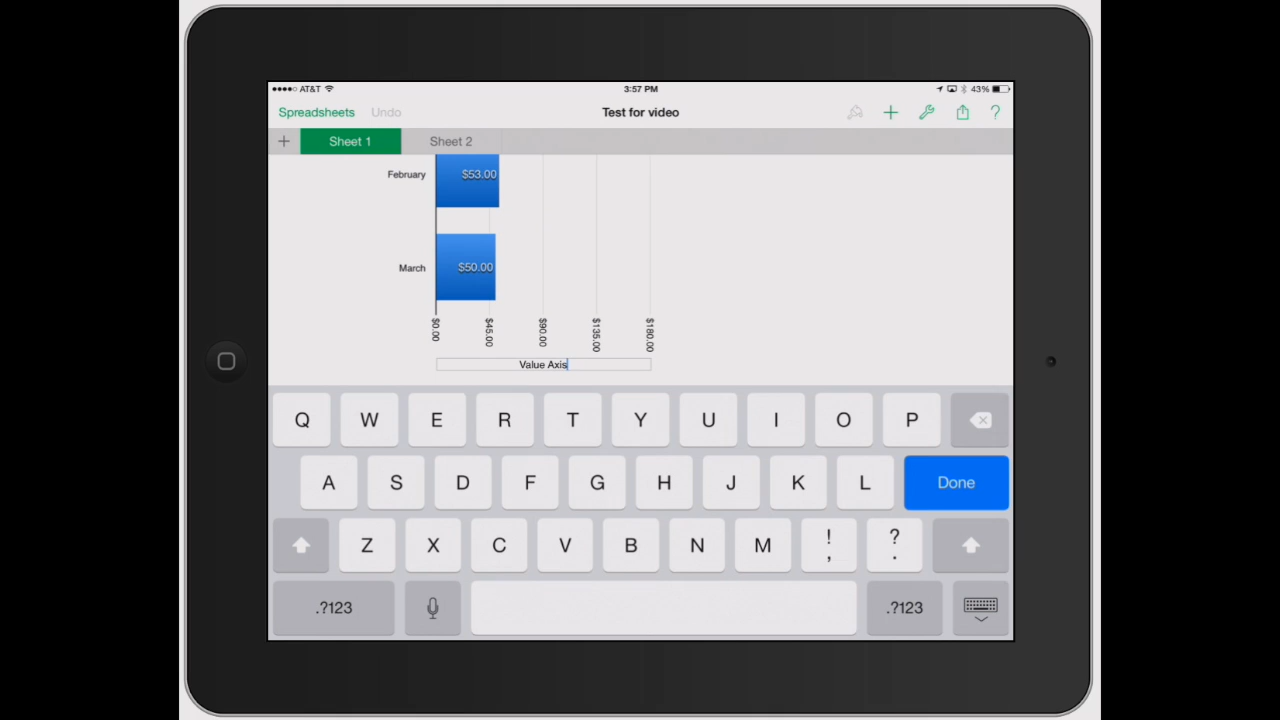 AT&T 3:57 PM 43%
Spreadsheets Undo Test for video + ?
+ Sheet 1 Sheet 2
February $53.00
March $50.00
$0.00 $45.00 $90.00 $135.00 $180.00
Value Axis
Q W E R T Y U I O P
A S D F G H J K L Done
Z X C V B N M ! , ? .
.?123 .?123